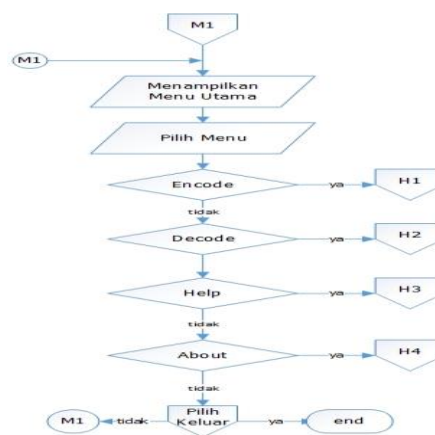 M1
M1
Menampilkan
Menu Utama
Pilih Menu
Encode
ya
H1
tidak
Decode
ya
H2
Help
ya
H3
tidak
About
ya
H4
tidak
M1
tidak
Pilih
Keluar
ya
end